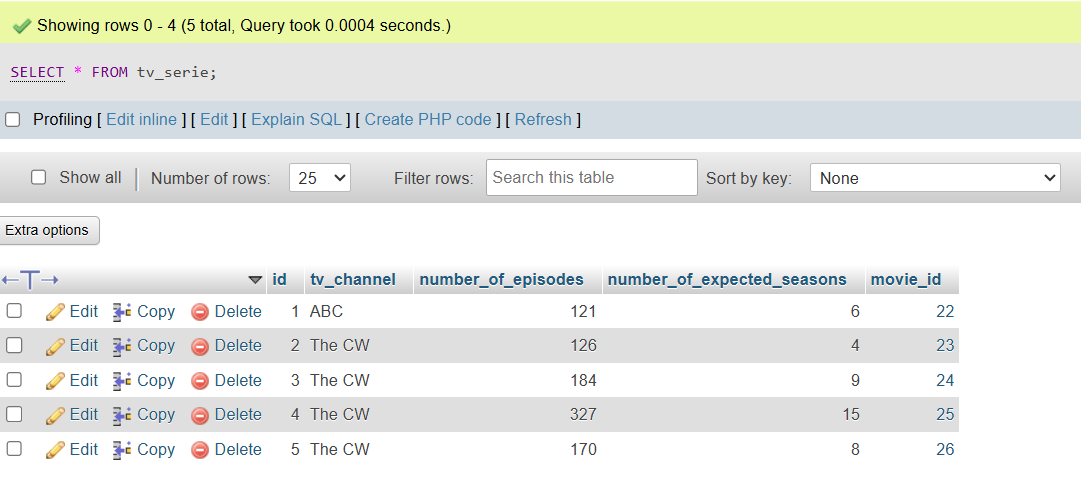 Showing rows 0 - 4 (5 total, Query took 0.0004 seconds.)
SELECT * FROM tv_serie;
Profiling [ Edit inline ] [ Edit ] [ Explain SQL ] [ Create PHP code ] [ Refresh ]
Show all Number of rows: 25 Filter rows: Search this table Sort by key: None
Extra options
id tv_channel number_of_episodes number_of_expected_seasons movie_id
Edit Copy Delete 1 ABC 121 6 22
Edit Copy Delete 2 The CW 126 4 23
Edit Copy Delete 3 The CW 184 9 24
Edit Copy Delete 4 The CW 327 15 25
Edit Copy Delete 5 The CW 170 8 26